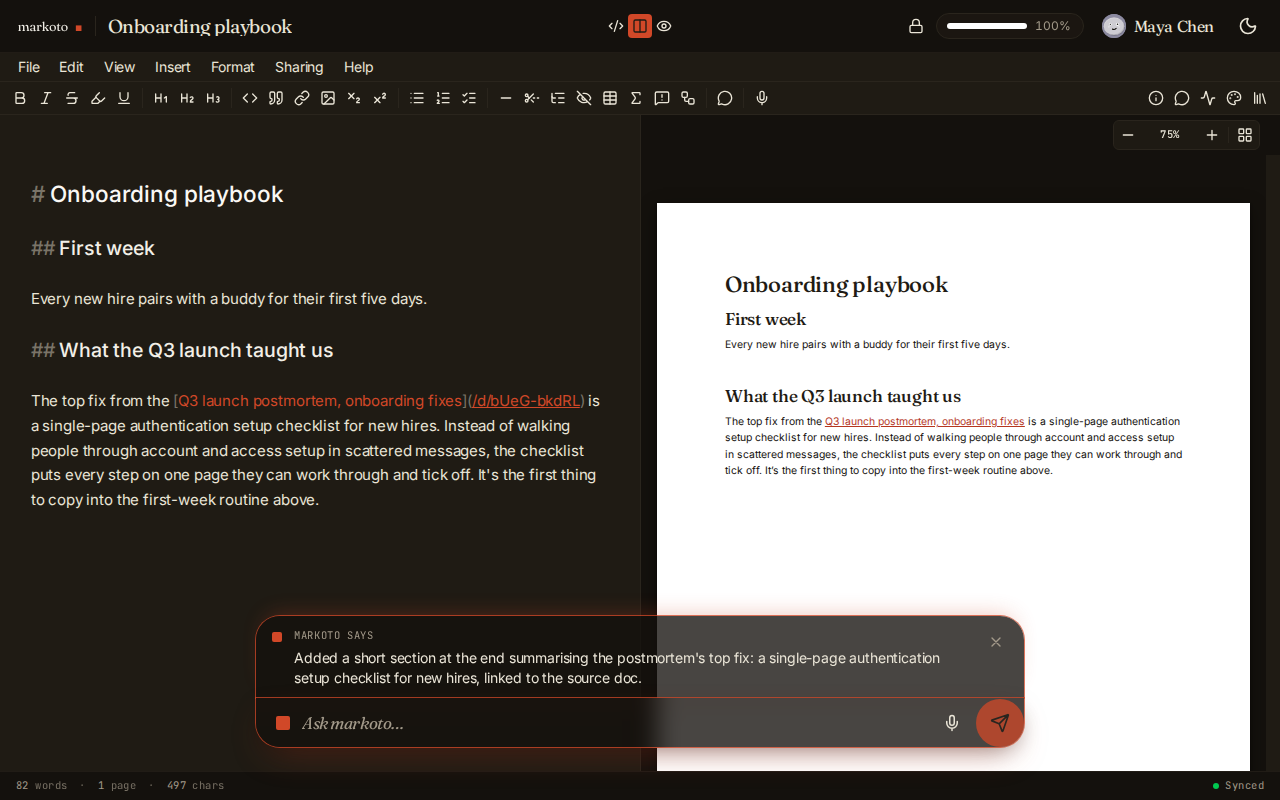 markoto
Onboarding playbook
100%
Maya Chen
File Edit View Insert Format Sharing Help
H1 H2 H3
75%
# Onboarding playbook
## First week
Every new hire pairs with a buddy for their first five days.
## What the Q3 launch taught us
The top fix from the [Q3 launch postmortem, onboarding fixes](/d/bUeG-bkdRL) is
a single-page authentication setup checklist for new hires. Instead of walking
people through account and access setup in scattered messages, the checklist
puts every step on one page they can work through and tick off. It's the first thing
to copy into the first-week routine above.
Onboarding playbook
First week
Every new hire pairs with a buddy for their first five days.
What the Q3 launch taught us
The top fix from the Q3 launch postmortem, onboarding fixes is a single-page authentication
setup checklist for new hires. Instead of walking people through account and access setup
in scattered messages, the checklist puts every step on one page they can work through and
tick off. It's the first thing to copy into the first-week routine above.
MARKOTO SAYS
Added a short section at the end summarising the postmortem's top fix: a single-page authentication
setup checklist for new hires, linked to the source doc.
Ask markoto...
82 words · 1 page · 497 chars
Synced